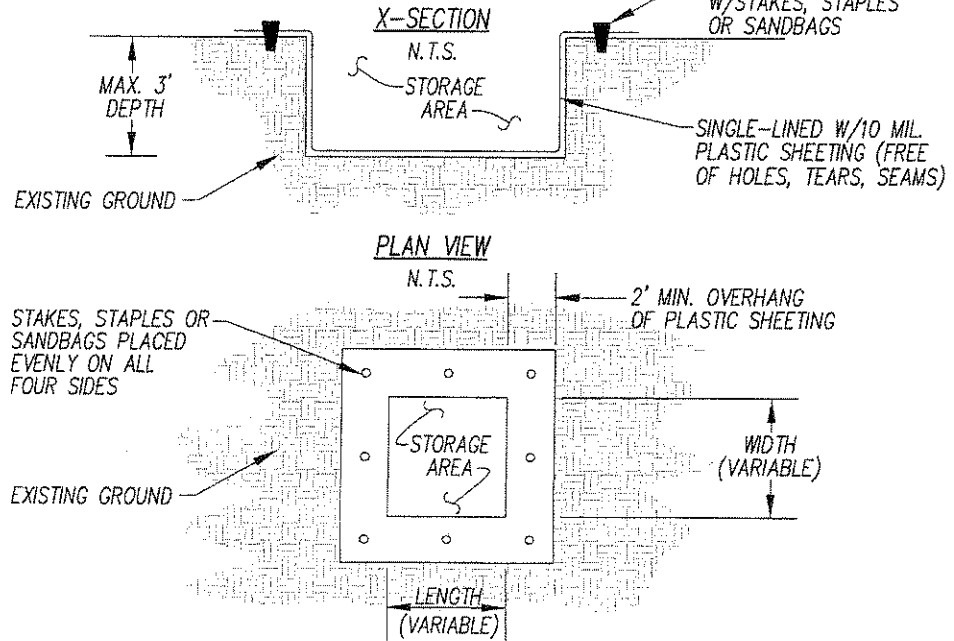 X-SECTION
N.T.S.
W/STAKES, STAPLES
OR SANDBAGS
MAX. 3'
DEPTH
STORAGE
AREA
SINGLE-LINED W/10 MIL.
PLASTIC SHEETING (FREE
OF HOLES, TEARS, SEAMS)
EXISTING GROUND
PLAN VIEW
N.T.S.
2' MIN. OVERHANG
OF PLASTIC SHEETING
STAKES, STAPLES OR
SANDBAGS PLACED
EVENLY ON ALL
FOUR SIDES
STORAGE
AREA
WIDTH
(VARIABLE)
EXISTING GROUND
LENGTH
(VARIABLE)